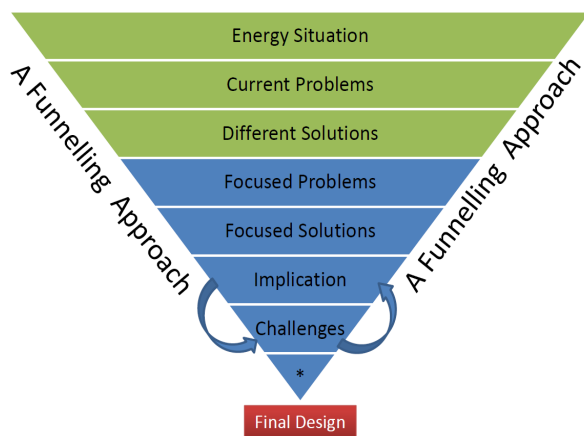 Energy Situation
Current Problems
Different Solutions
Focused Problems
Focused Solutions
Implication
Challenges
*
Final Design
A Funnelling Approach
A Funnelling Approach